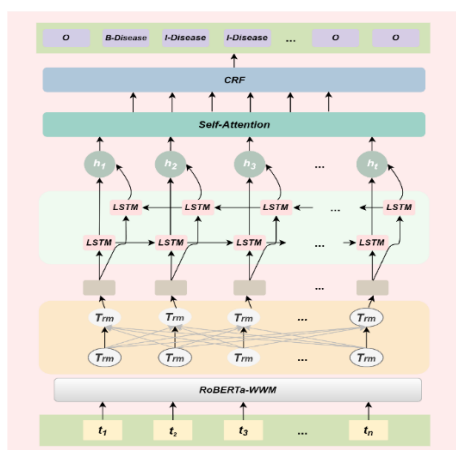 O B-Disease I-Disease I-Disease ... O O
CRF
Self-Attention
h1 h2 h3 ... ht
LSTM LSTM LSTM ... LSTM
LSTM LSTM LSTM ... LSTM
...
Trm Trm Trm ... Trm
Trm Trm Trm ... Trm
RoBERTa-WWM
t1 t2 t3 ... tn